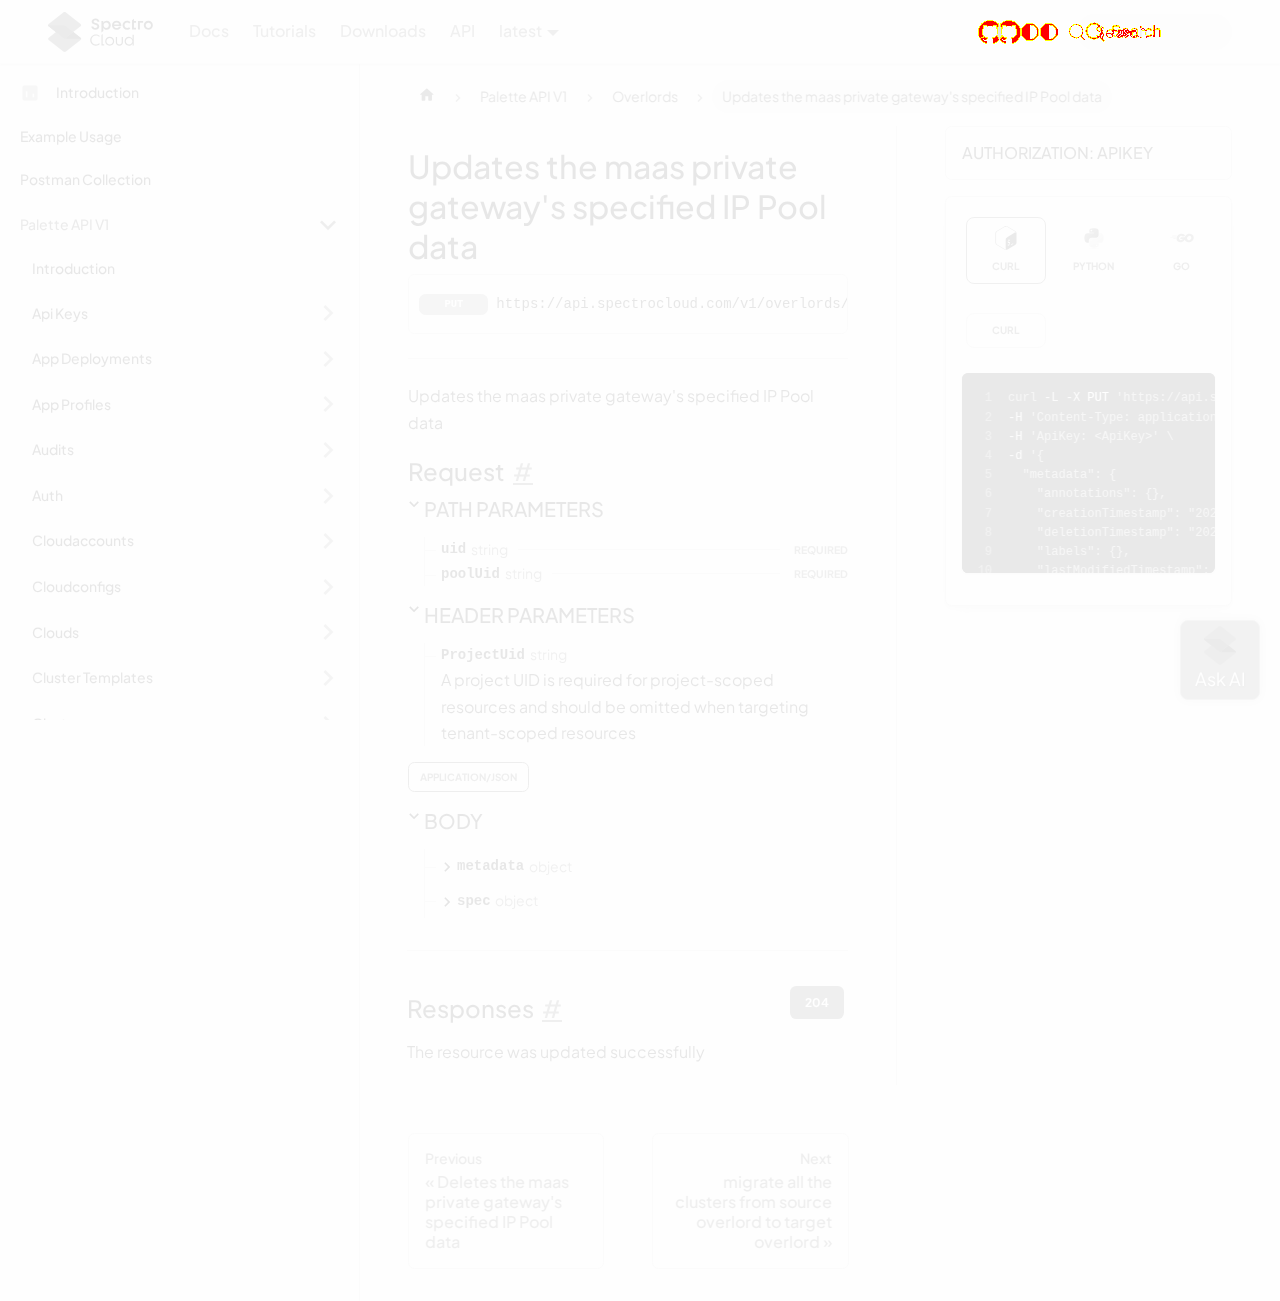 Spectro
Cloud
Docs
Tutorials
Downloads
API
latest
Introduction
Palette API V1
Overlords
Updates the maas private gateway's specified IP Pool data
Example Usage
Postman Collection
Palette API V1
Introduction
Api Keys
App Deployments
App Profiles
Audits
Auth
Cloudaccounts
Cloudconfigs
Clouds
Cluster Templates
Updates the maas private
gateway's specified IP Pool
data
PUT
https://api.spectrocloud.com/v1/overlords/
Updates the maas private gateway's specified IP Pool
data
Request #
PATH PARAMETERS
uid string REQUIRED
poolUid string REQUIRED
HEADER PARAMETERS
ProjectUid string
A project UID is required for project-scoped
resources and should be omitted when targeting
tenant-scoped resources
APPLICATION/JSON
BODY
metadata object
spec object
Responses #
204
The resource was updated successfully
Previous
« Deletes the maas
private gateway's
specified IP Pool
data
Next
migrate all the
clusters from source
overlord to target
overlord »
AUTHORIZATION: APIKEY
CURL
PYTHON
GO
CURL
1 curl -L -X PUT 'https://api.s
2 -H 'Content-Type: application
3 -H 'ApiKey: <ApiKey>' \
4 -d '{
5 "metadata": {
6 "annotations": {},
7 "creationTimestamp": "202
8 "deletionTimestamp": "202
9 "labels": {},
10 "lastModifiedTimestamp":
Ask AI